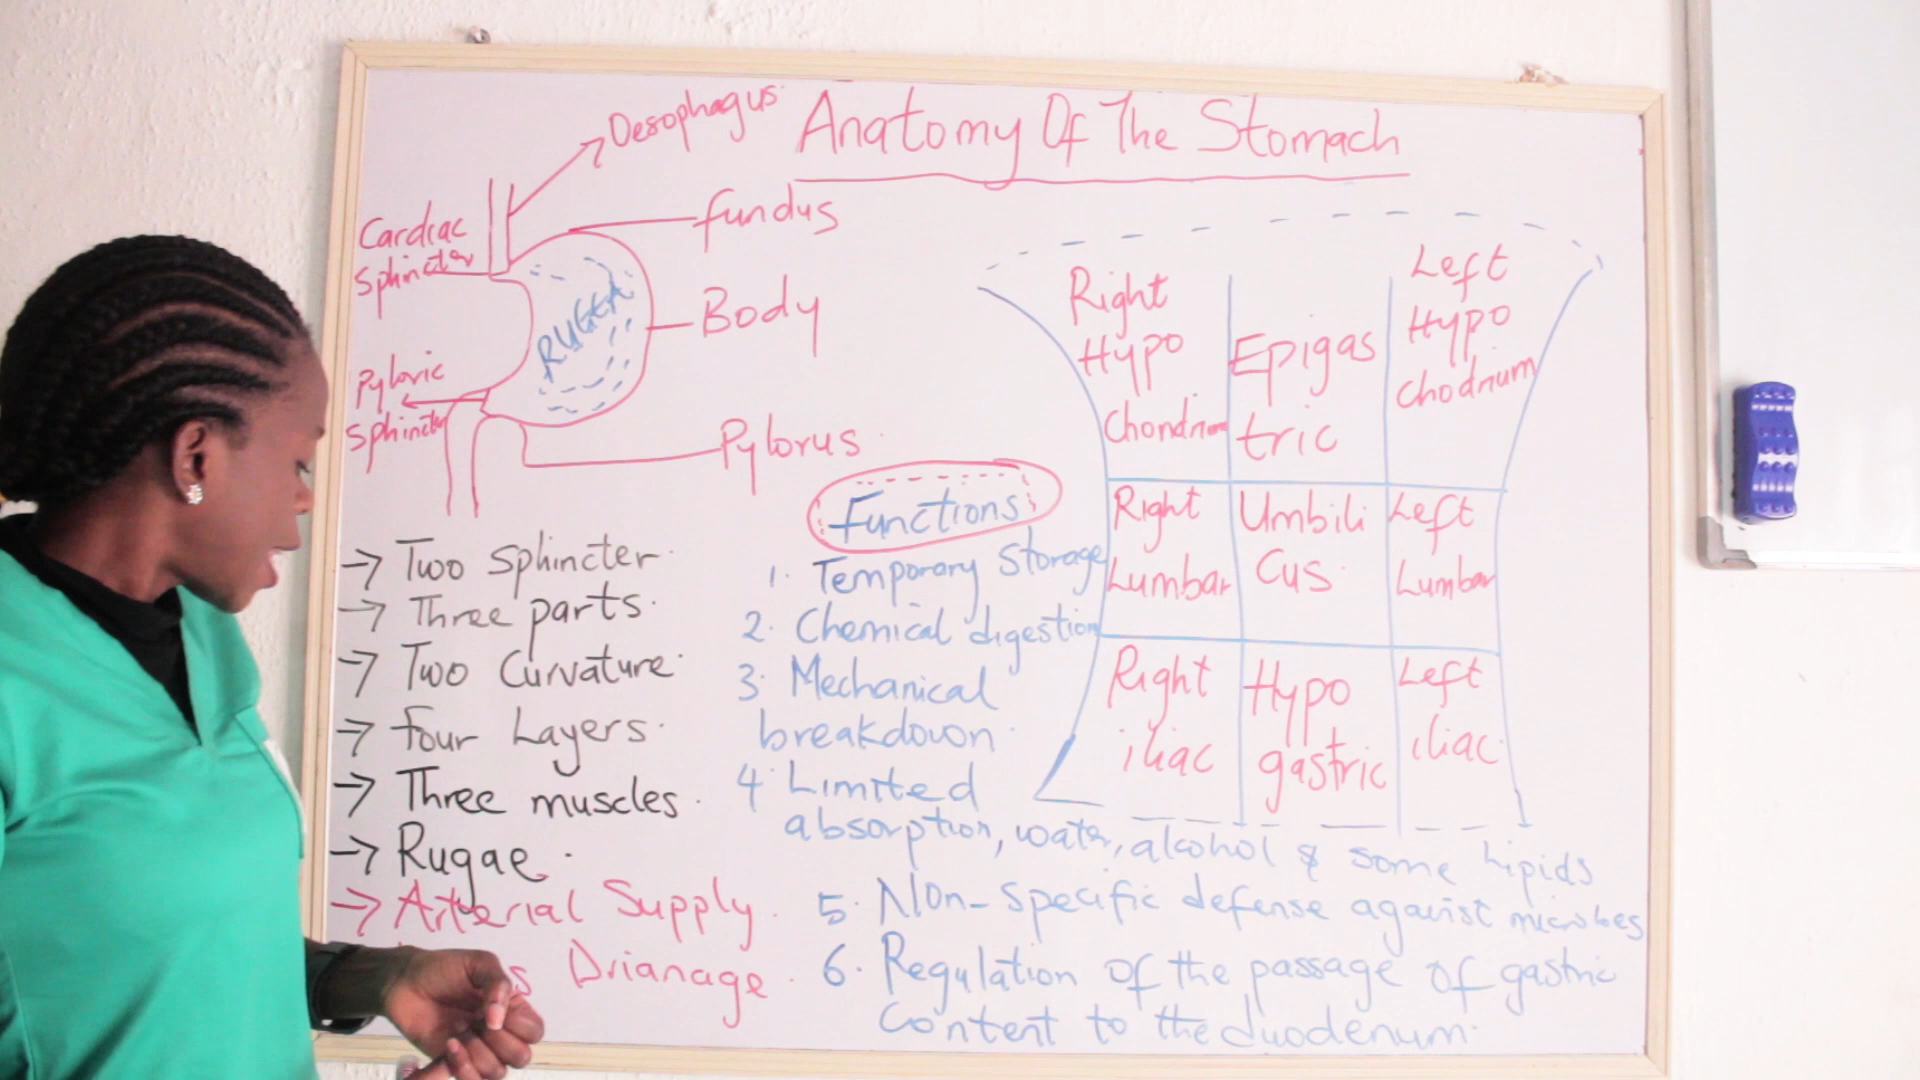 Anatomy Of The Stomach
Oesophagus
Cardiac
Sphincter
fundus
RUGEA
Body
Pyloric
Sphincter
Pylorus
→ Two Sphincter.
→ Three parts.
→ Two Curvature.
→ Four Layers.
→ Three muscles.
→ Rugae.
→ Arterial Supply.
s Drianage.
Functions
1. Temporary Storage
2. Chemical digestion
3. Mechanical
breakdown.
4. Limited
absorption, water, alcohol & some Lipids
5. Non-Specific defense against microbes
6. Regulation of the passage of gastric
Content to the duodenum.
Right
Hypo
Chondrium
Epigas
tric
Left
Hypo
chodrium
Right
Lumbar
Umbili
Cus.
Left
Lumbar
Right
iliac
Hypo
gastric
Left
iliac.